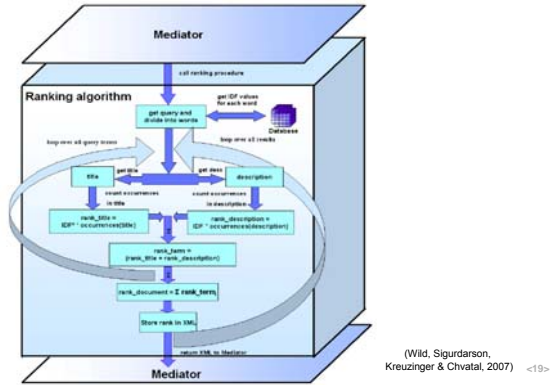 Mediator
call ranking procedure
Ranking algorithm
get IDF values
for each word
get query and
divide into words
Database
loop over all query terms
loop over all results
title
get title
get desc
description
count occurrences
in title
count occurrences
in description
rank_title =
IDF² * occurrences(title)
rank_description =
IDF * occurrences(description)
rank_term =
(rank_title + rank_description)
rank_document = Σ rank_term
Store rank in XML
return XML to Mediator
Mediator
(Wild, Sigurdarson,
Kreuzinger & Chvatal, 2007)
<19>